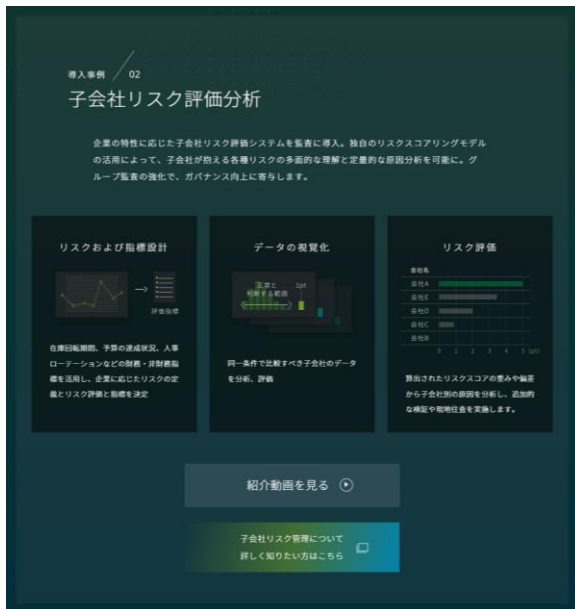 導入事例 / 02
子会社リスク評価分析
企業の特性に応じた子会社リスク評価システムを監査に導入。独自のリスクスコアリングモデル
の活用によって、子会社が抱える各種リスクの多面的な理解と定量的な原因分析を可能に。グ
ループ監査の強化で、ガバナンス向上に寄与します。
リスクおよび指標設計
評価指標
在庫回転期間、予算の達成状況、人事
ローテーションなどの財務・非財務指
標を活用し、企業に応じたリスクの定
義とリスク評価と指標を決定
データの視覚化
正常と
判断する範囲
1pt
同一条件で比較すべき子会社のデータ
を分析、評価
リスク評価
会社名
会社A
会社E
会社D
会社C
会社B
0 1 2 3 4 5 (pt)
算出されたリスクスコアの重みや偏差
から子会社別の原因を分析し、追加的
な検証や現地往査を実施します。
紹介動画を見る
子会社リスク管理について
詳しく知りたい方はこちら